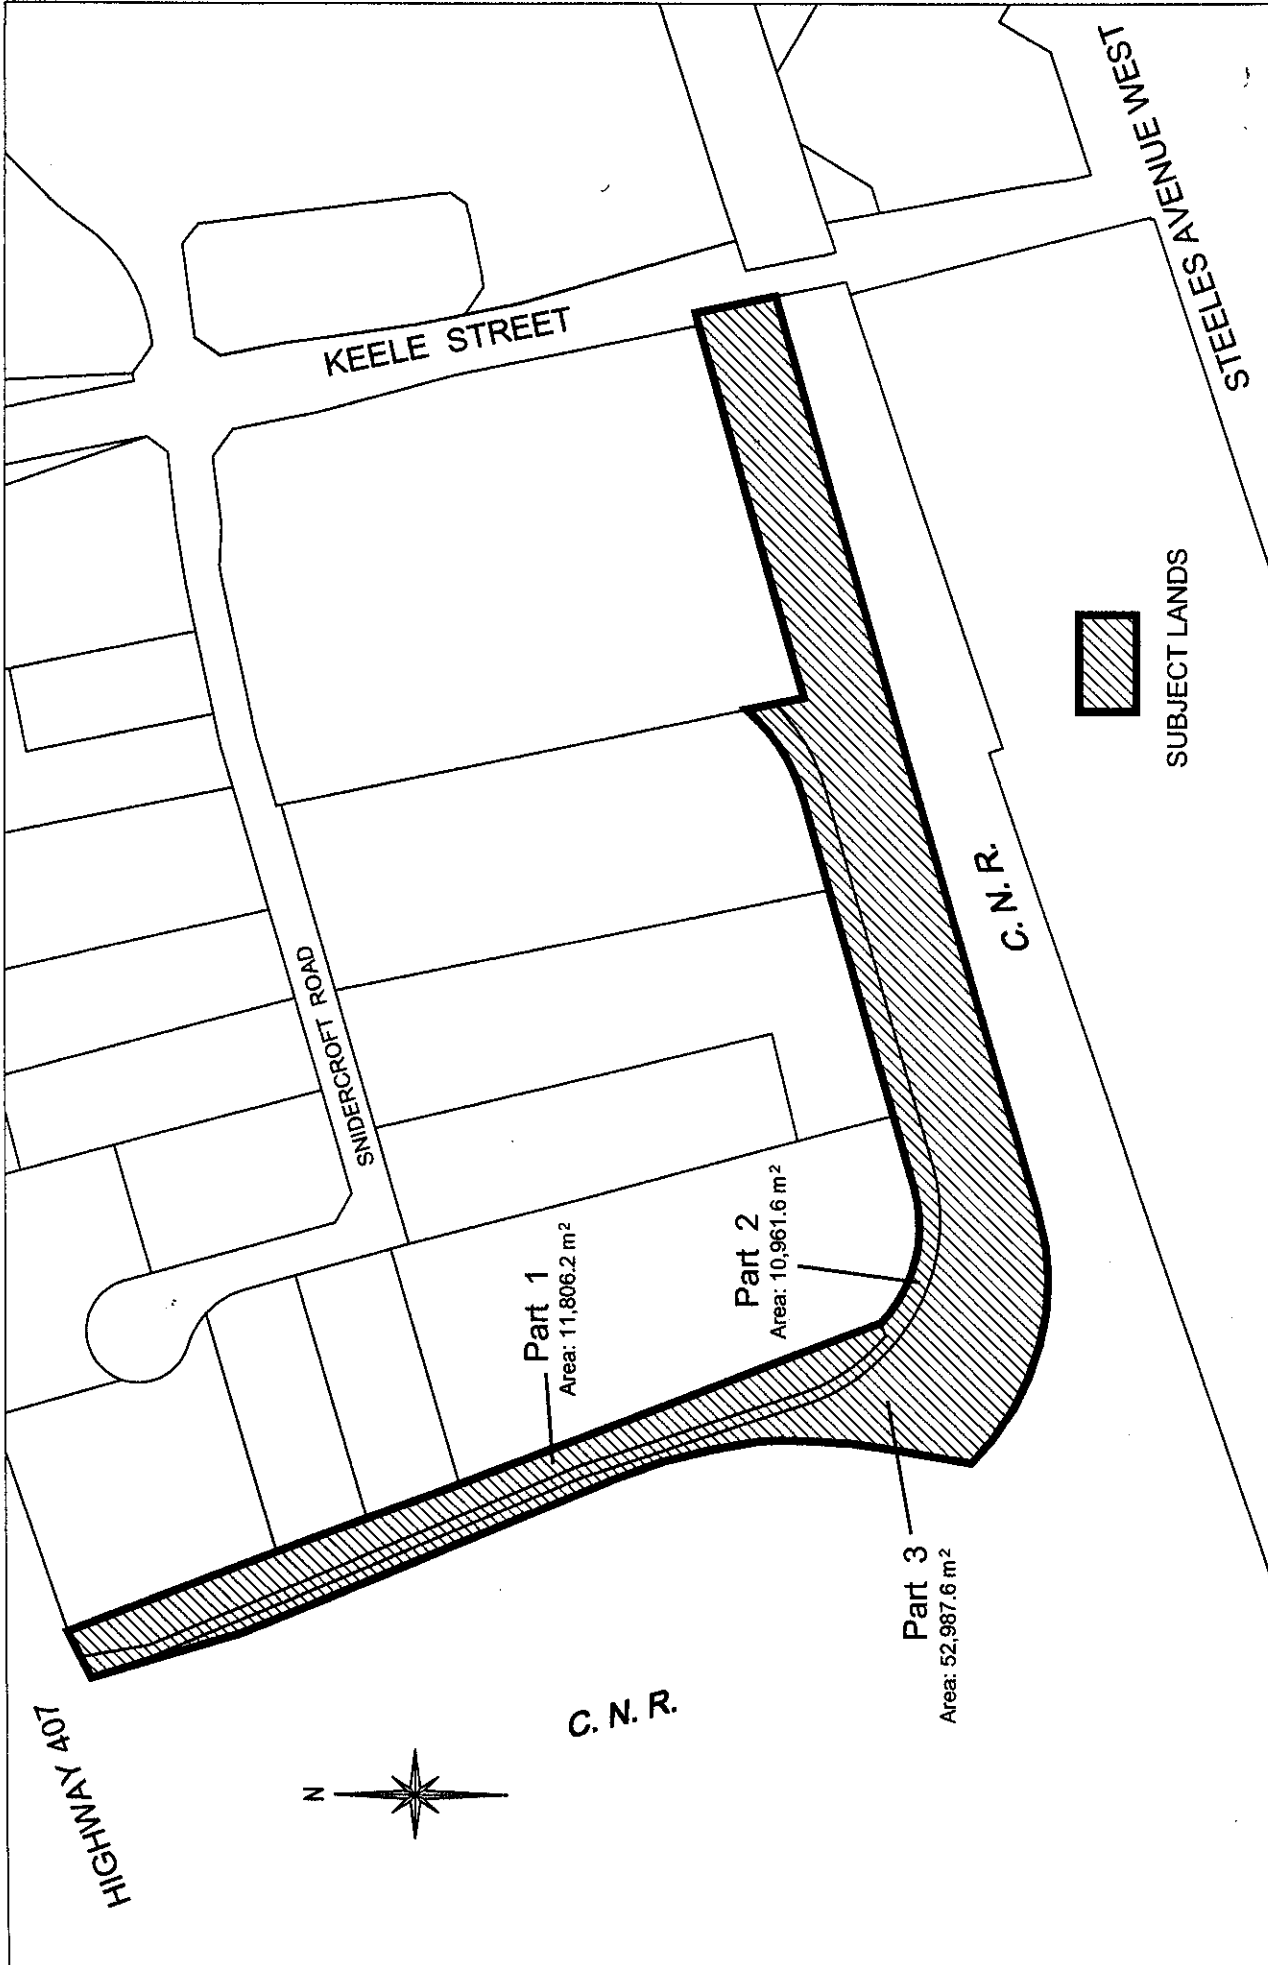 HIGHWAY 407
N
C. N. R.
KEELE STREET
SNIDERCROFT ROAD
Part 1
Area: 11,806.2 m²
Part 2
Area: 10,961.6 m²
Part 3
Area: 52,987.6 m²
C. N. R.
STEELES AVENUE WEST
SUBJECT LANDS